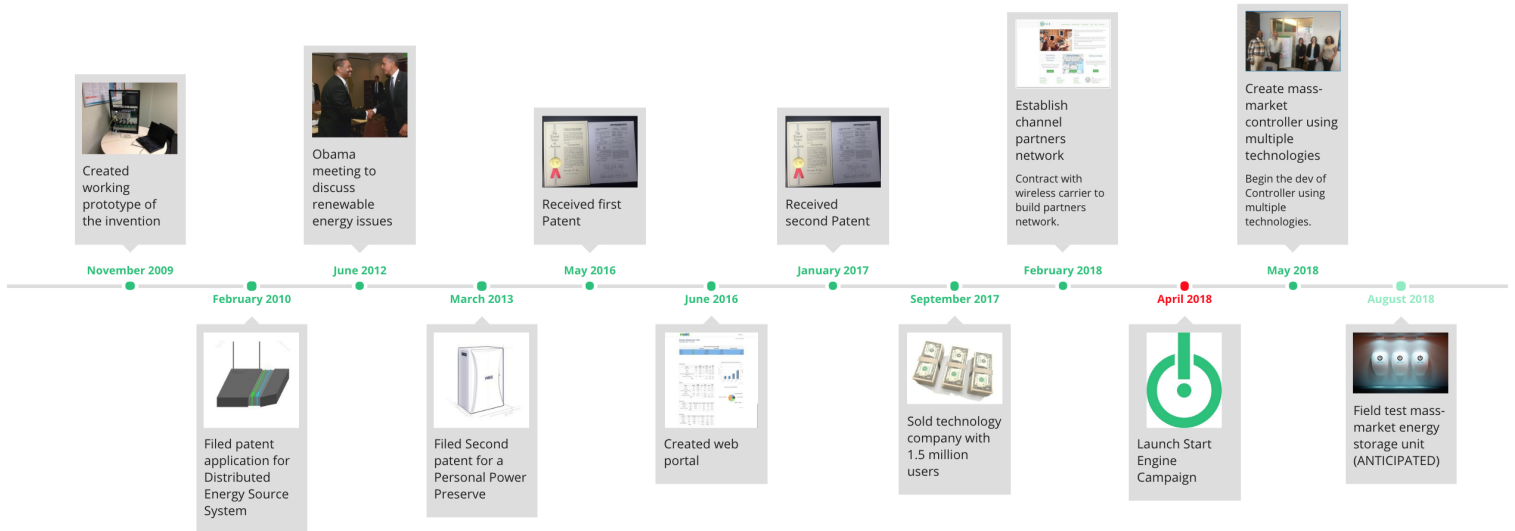 Created
working
prototype of
the invention
November 2009
February 2010
Filed patent
application for
Distributed
Energy Source
System
Obama
meeting to
discuss
renewable
energy issues
June 2012
March 2013
Filed Second
patent for a
Personal Power
Preserve
Received first
Patent
May 2016
June 2016
Created web
portal
Received
second Patent
January 2017
September 2017
Sold technology
company with
1.5 million
users
Establish
channel
partners
network
Contract with
wireless carrier to
build partners
network.
February 2018
April 2018
Launch Start
Engine
Campaign
Create mass-
market
controller using
multiple
technologies
Begin the dev of
Controller using
multiple
technologies.
May 2018
August 2018
Field test mass-
market energy
storage unit
(ANTICIPATED)